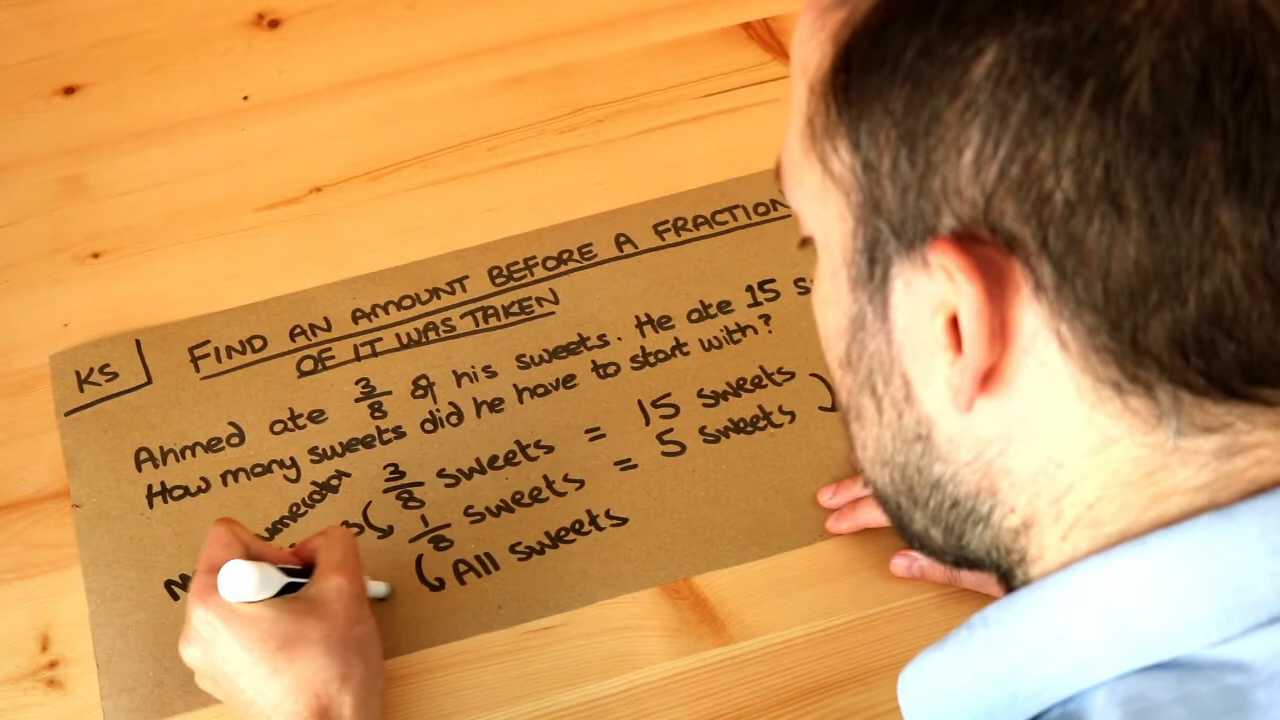 KS
FIND AN AMOUNT BEFORE A FRACTION
OF IT WAS TAKEN
Ahmed ate 3/8 of his sweets. He ate 15
How many sweets did he have to start with?
3/8 sweets = 15 sweets
1/8 sweets = 5 sweets
All sweets